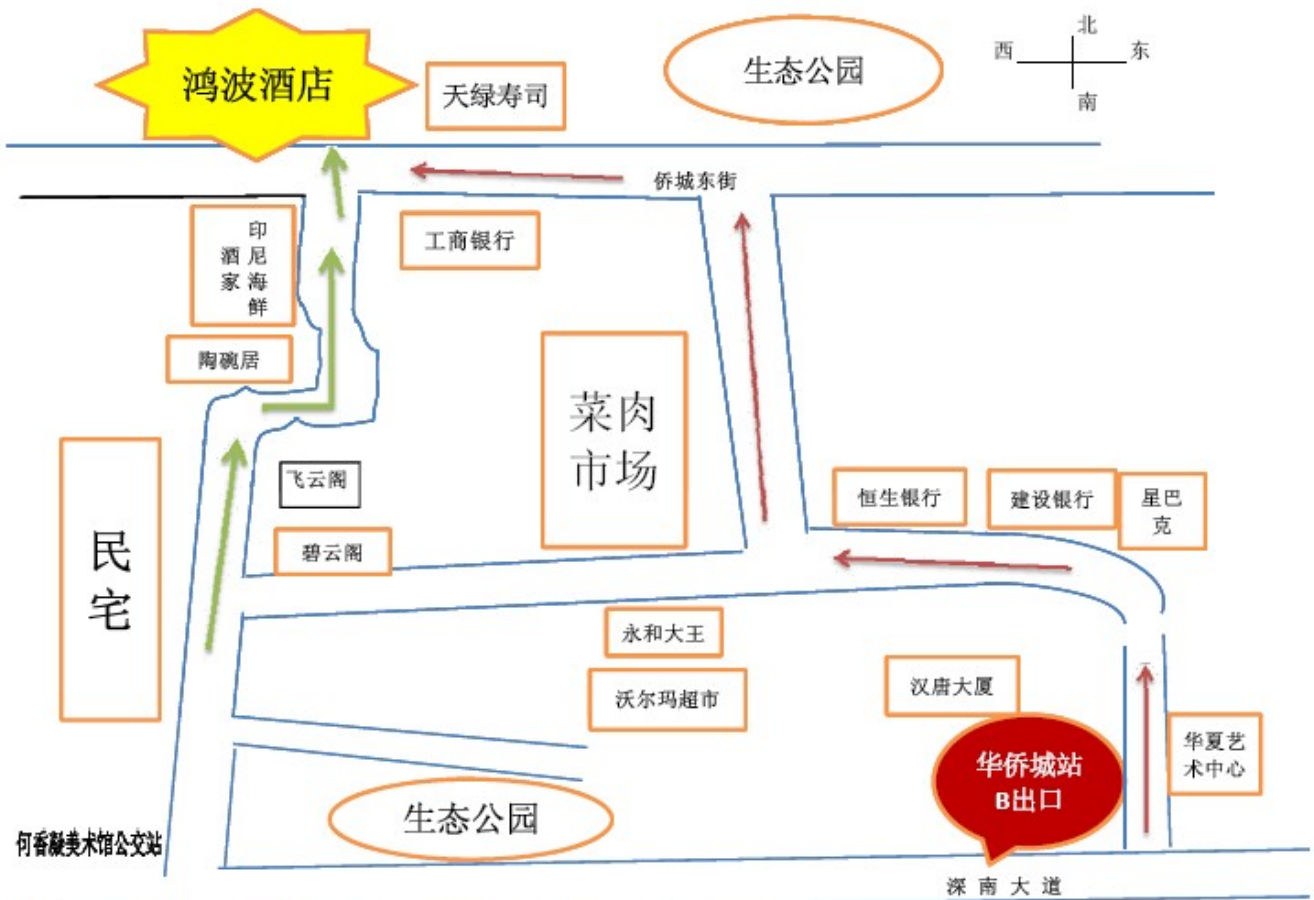 北
西
东
南
鸿波酒店
天绿寿司
生态公园
侨城东街
印尼海鲜
酒家
工商银行
陶碗居
菜肉
市场
民
宅
飞云阁
碧云阁
恒生银行
建设银行
星巴
克
永和大王
沃尔玛超市
汉唐大厦
华侨城站
B出口
华夏艺
术中心
生态公园
何香凝美术馆公交站
深南大道